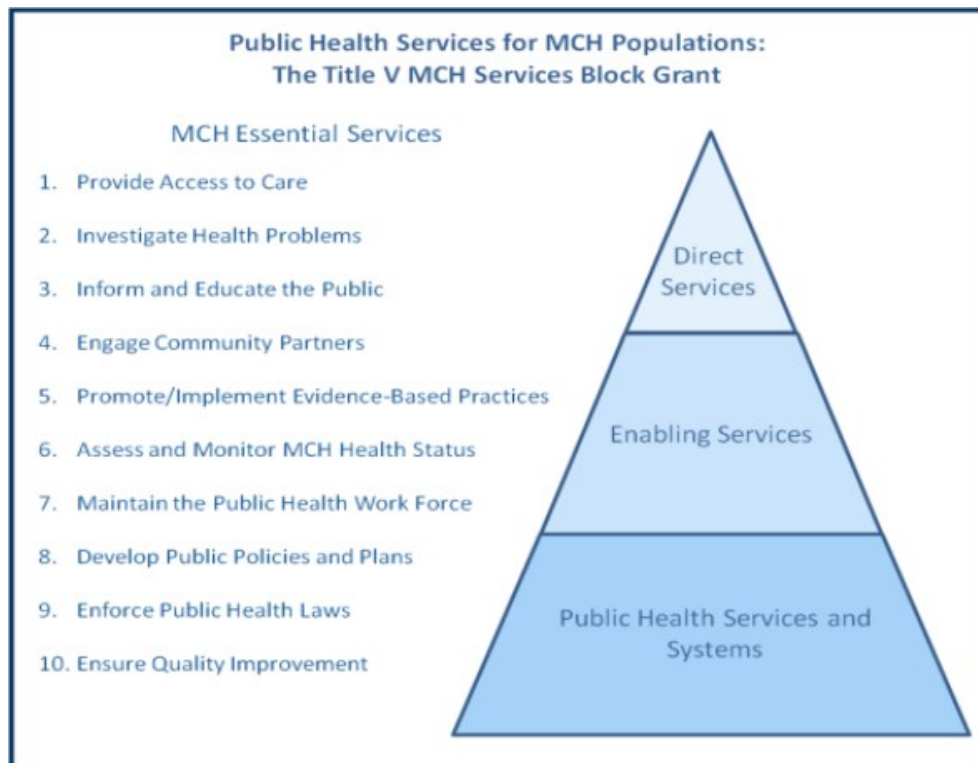 Public Health Services for MCH Populations:
The Title V MCH Services Block Grant
MCH Essential Services
1. Provide Access to Care
2. Investigate Health Problems
3. Inform and Educate the Public
4. Engage Community Partners
5. Promote/Implement Evidence-Based Practices
6. Assess and Monitor MCH Health Status
7. Maintain the Public Health Work Force
8. Develop Public Policies and Plans
9. Enforce Public Health Laws
10. Ensure Quality Improvement
Direct
Services
Enabling Services
Public Health Services and
Systems